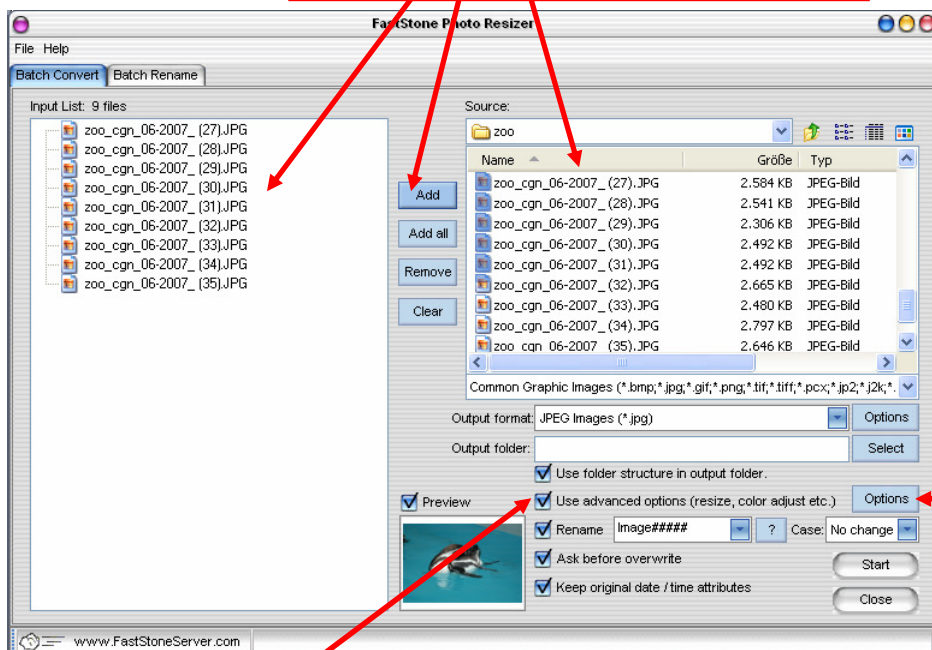 FastStone Photo Resizer
File Help
Batch Convert Batch Rename
Input List: 9 files
zoo_cgn_06-2007_ (27).JPG
zoo_cgn_06-2007_ (28).JPG
zoo_cgn_06-2007_ (29).JPG
zoo_cgn_06-2007_ (30).JPG
zoo_cgn_06-2007_ (31).JPG
zoo_cgn_06-2007_ (32).JPG
zoo_cgn_06-2007_ (33).JPG
zoo_cgn_06-2007_ (34).JPG
zoo_cgn_06-2007_ (35).JPG
Add
Add all
Remove
Clear
Source:
zoo
Name Größe Typ
zoo_cgn_06-2007_ (27).JPG 2.584 KB JPEG-Bild
zoo_cgn_06-2007_ (28).JPG 2.541 KB JPEG-Bild
zoo_cgn_06-2007_ (29).JPG 2.306 KB JPEG-Bild
zoo_cgn_06-2007_ (30).JPG 2.492 KB JPEG-Bild
zoo_cgn_06-2007_ (31).JPG 2.492 KB JPEG-Bild
zoo_cgn_06-2007_ (32).JPG 2.665 KB JPEG-Bild
zoo_cgn_06-2007_ (33).JPG 2.480 KB JPEG-Bild
zoo_cgn_06-2007_ (34).JPG 2.797 KB JPEG-Bild
zoo_cgn_06-2007_ (35).JPG 2.646 KB JPEG-Bild
Common Graphic Images (*.bmp;*.jpg;*.gif;*.png;*.tif;*.tiff;*.pcx;*.jp2;*.j2k;*.
Output format: JPEG Images (*.jpg) Options
Output folder: Select
Use folder structure in output folder.
Preview
Use advanced options (resize, color adjust etc.) Options
Rename Image##### ? Case: No change
Ask before overwrite
Start
Keep original date / time attributes
Close
www.FastStoneServer.com